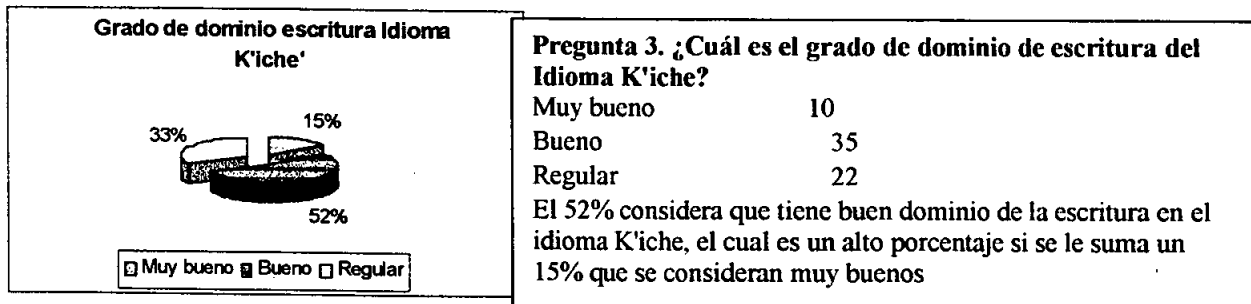 Grado de dominio escritura Idioma
K'iche'
33%
15%
52%
Muy bueno Bueno Regular
Pregunta 3. ¿Cuál es el grado de dominio de escritura del
Idioma K'iche?
Muy bueno 10
Bueno 35
Regular 22
El 52% considera que tiene buen dominio de la escritura en el
idioma K'iche, el cual es un alto porcentaje si se le suma un
15% que se consideran muy buenos